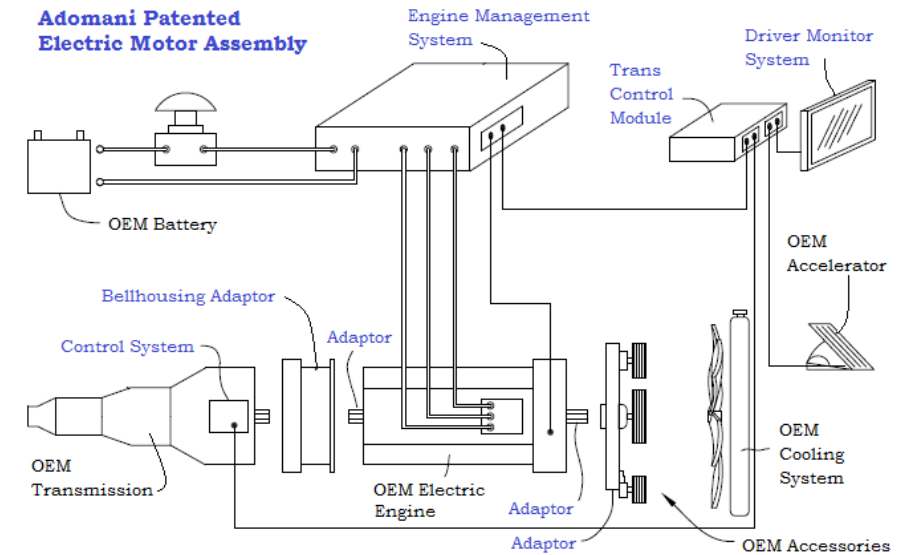 Adomani Patented
Electric Motor Assembly
Engine Management
System
Driver Monitor
System
Trans
Control
Module
OEM Battery
OEM
Accelerator
Bellhousing Adaptor
Adaptor
Control System
OEM
Transmission
OEM Electric
Engine
Adaptor
Adaptor
OEM
Cooling
System
OEM Accessories